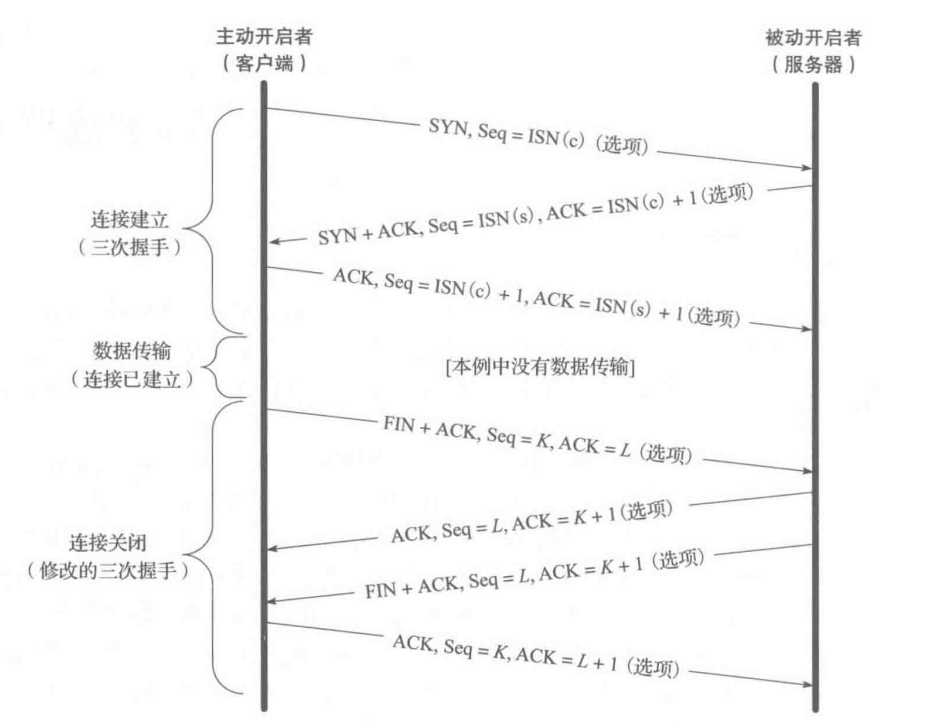 主动开启者
（客户端）
被动开启者
（服务器）
SYN, Seq = ISN(c)（选项）
SYN + ACK, Seq = ISN(s), ACK = ISN(c) + 1(选项)
连接建立
（三次握手）
ACK, Seq = ISN(c) + 1, ACK = ISN(s) + 1(选项)
数据传输
（连接已建立）
[本例中没有数据传输]
FIN + ACK, Seq = K, ACK = L（选项）
ACK, Seq = L, ACK = K + 1(选项)
连接关闭
（修改的三次握手）
FIN + ACK, Seq = L, ACK = K + 1（选项）
ACK, Seq = K, ACK = L + 1（选项）